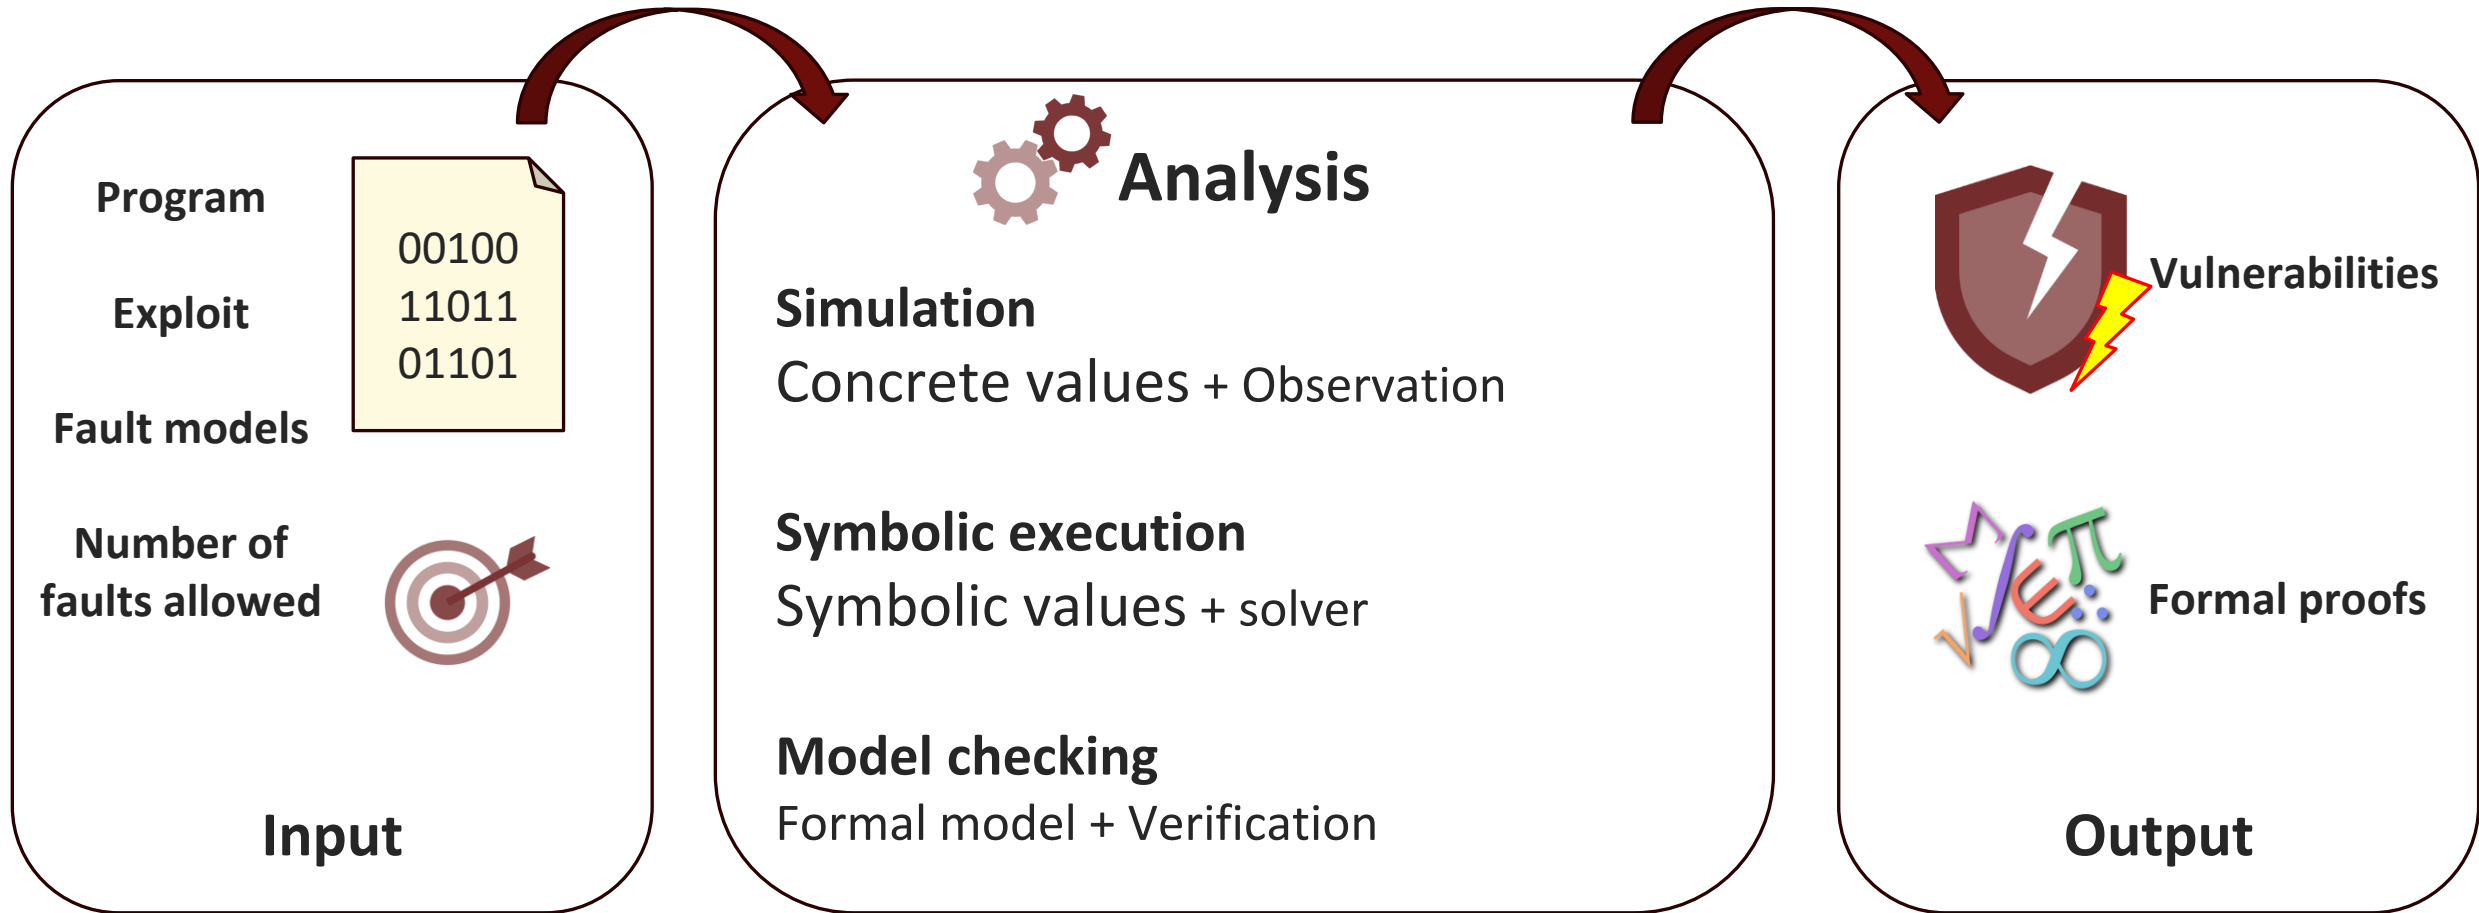 Program
Exploit
Fault models
Number of
faults allowed
00100
11011
01101
Input
Analysis
Simulation
Concrete values + Observation
Symbolic execution
Symbolic values + solver
Model checking
Formal model + Verification
Vulnerabilities
Formal proofs
Output